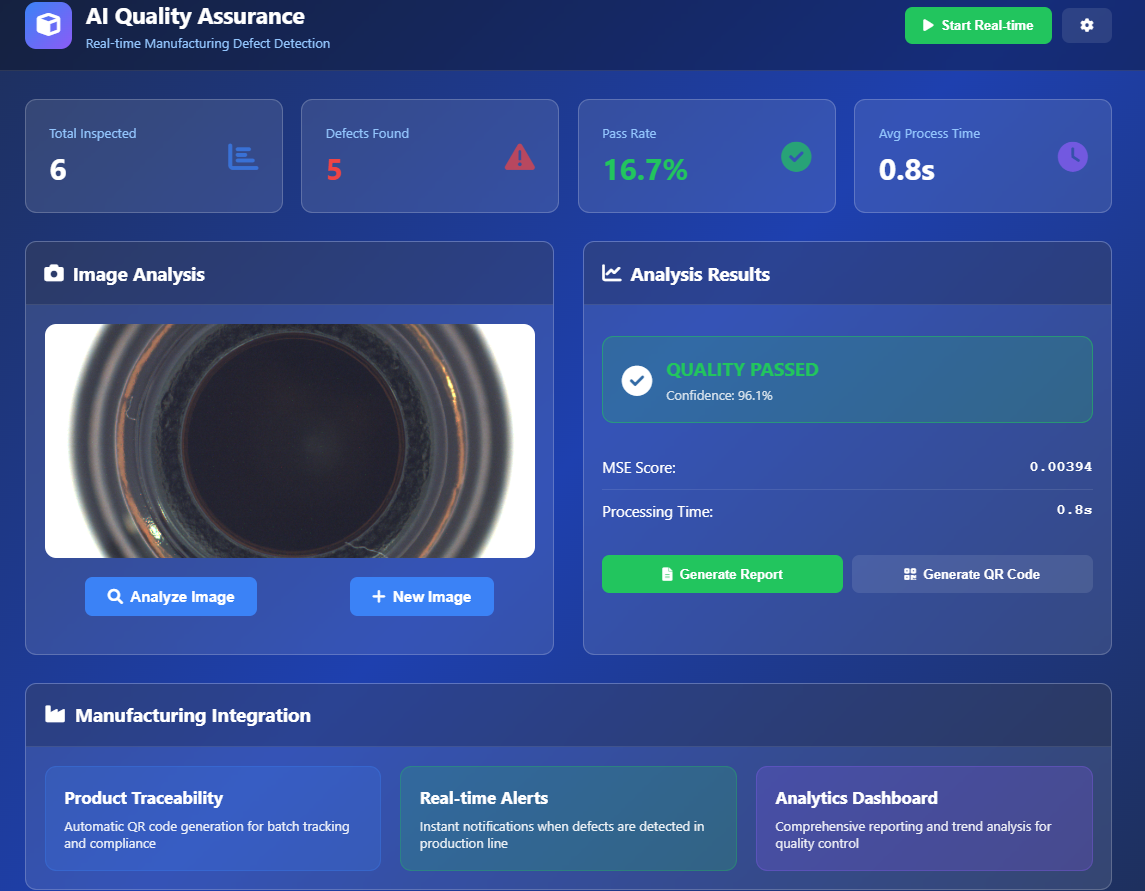 AI Quality Assurance
Real-time Manufacturing Defect Detection
Start Real-time
Total Inspected
6
Defects Found
5
Pass Rate
16.7%
Avg Process Time
0.8s
Image Analysis
Analyze Image
New Image
Analysis Results
QUALITY PASSED
Confidence: 96.1%
MSE Score:
0.00394
Processing Time:
0.8s
Generate Report
Generate QR Code
Manufacturing Integration
Product Traceability
Automatic QR code generation for batch tracking
and compliance
Real-time Alerts
Instant notifications when defects are detected in
production line
Analytics Dashboard
Comprehensive reporting and trend analysis for
quality control